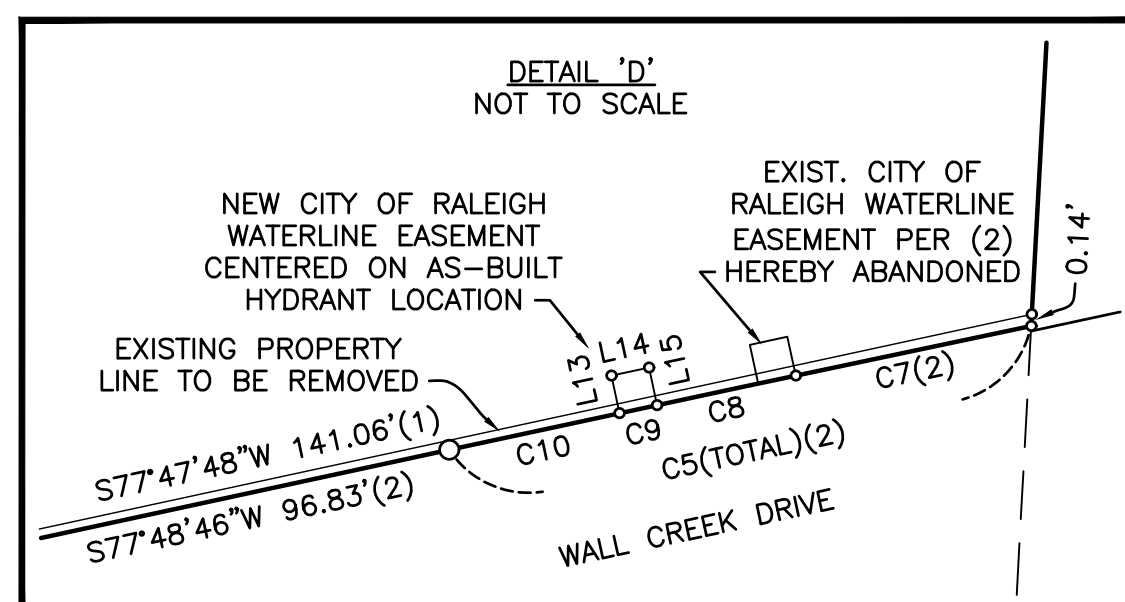 DETAIL 'D'
NOT TO SCALE
EXIST. CITY OF
RALEIGH WATERLINE
EASEMENT PER (2)
HEREBY ABANDONED
NEW CITY OF RALEIGH
WATERLINE EASEMENT
CENTERED ON AS-BUILT
HYDRANT LOCATION
0.14'
EXISTING PROPERTY
LINE TO BE REMOVED
L13
L14
L15
C7(2)
C8
C9
C10
C5(TOTAL)(2)
S77°47'48"W 141.06'(1)
S77°48'46"W 96.83'(2)
WALL CREEK DRIVE